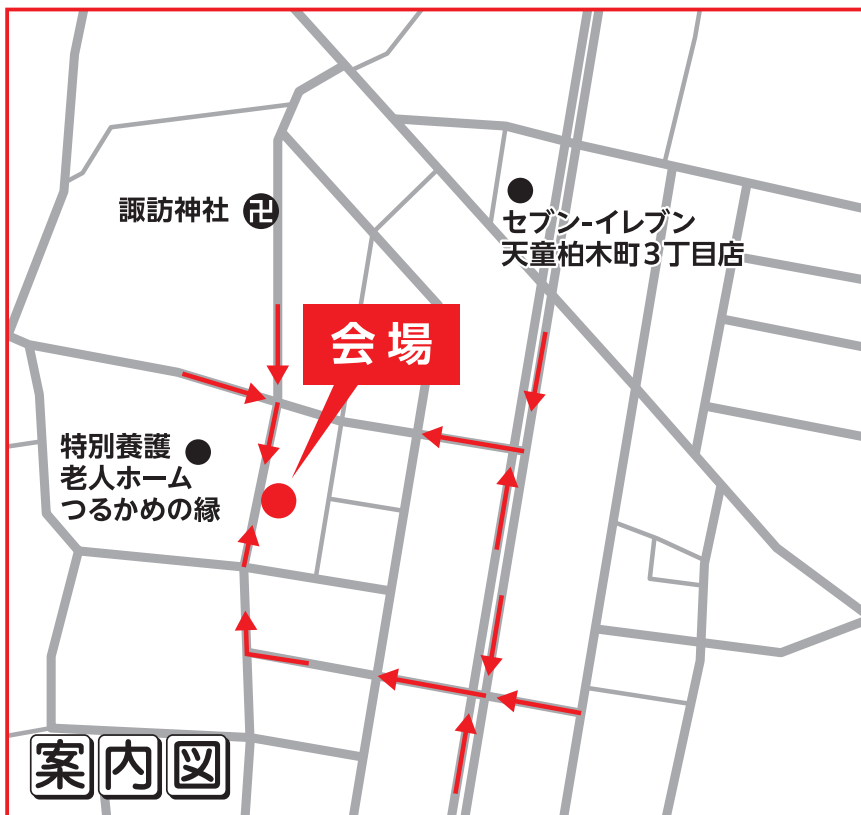 諏訪神社 卍
セブン-イレブン
天童柏木町3丁目店
会場
特別養護
老人ホーム
つるかめの縁
案内図